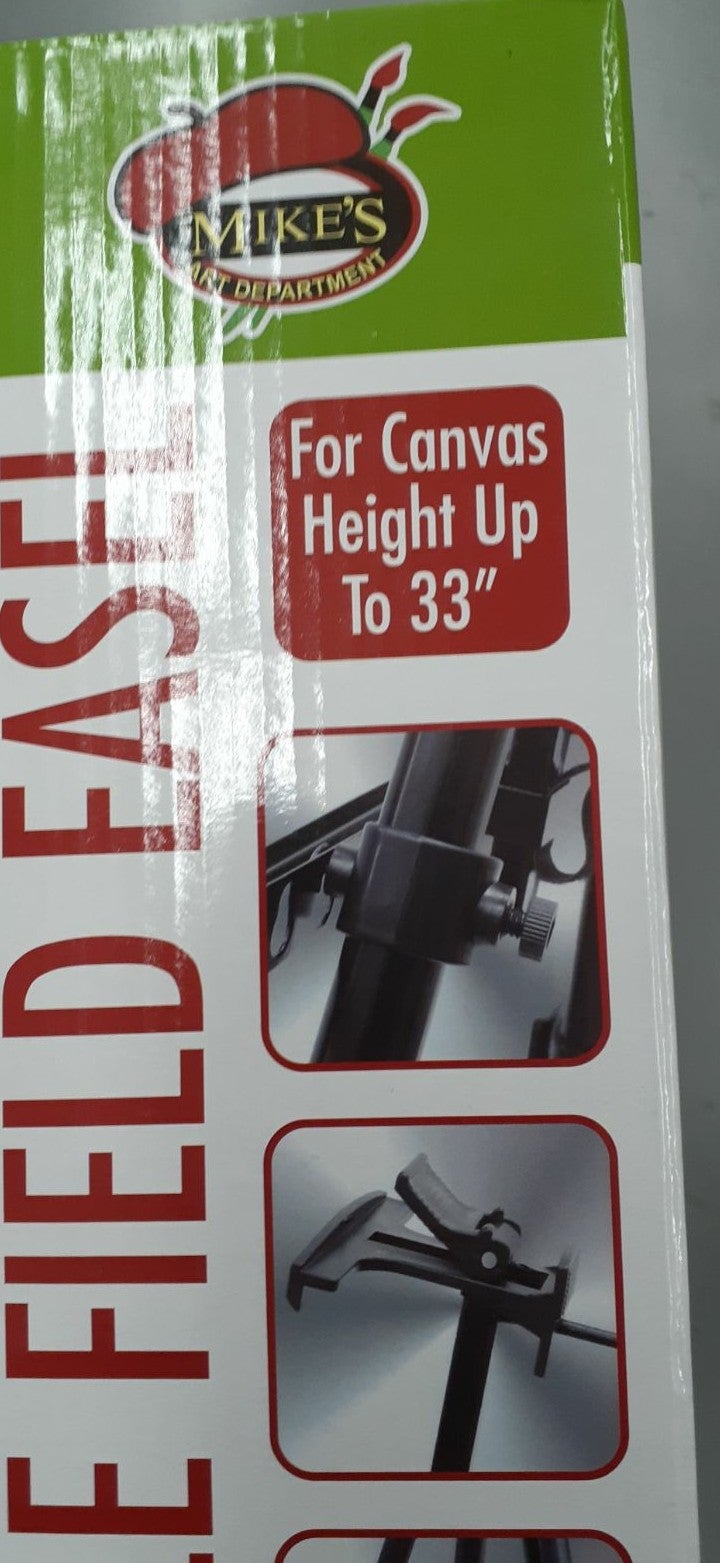 MIKE'S
ART DEPARTMENT
For Canvas
Height Up
To 33"
FIELD EASEL